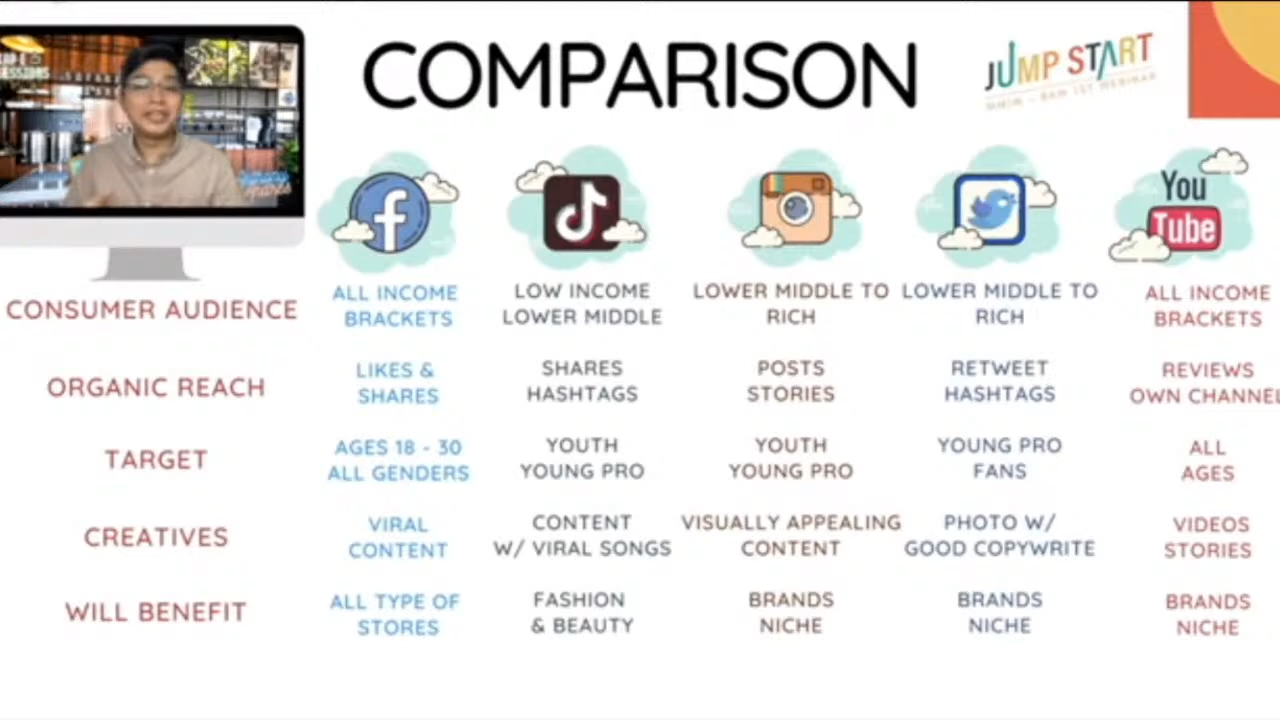 COMPARISON
JUMP START
You
Tube
CONSUMER AUDIENCE
ALL INCOME
BRACKETS
LOW INCOME
LOWER MIDDLE
LOWER MIDDLE TO
RICH
LOWER MIDDLE TO
RICH
ALL INCOME
BRACKETS
ORGANIC REACH
LIKES &
SHARES
SHARES
HASHTAGS
POSTS
STORIES
RETWEET
HASHTAGS
REVIEWS
OWN CHANNEL
TARGET
AGES 18 - 30
ALL GENDERS
YOUTH
YOUNG PRO
YOUTH
YOUNG PRO
YOUNG PRO
FANS
ALL
AGES
CREATIVES
VIRAL
CONTENT
CONTENT
W/ VIRAL SONGS
VISUALLY APPEALING
CONTENT
PHOTO W/
GOOD COPYWRITE
VIDEOS
STORIES
WILL BENEFIT
ALL TYPE OF
STORES
FASHION
& BEAUTY
BRANDS
NICHE
BRANDS
NICHE
BRANDS
NICHE